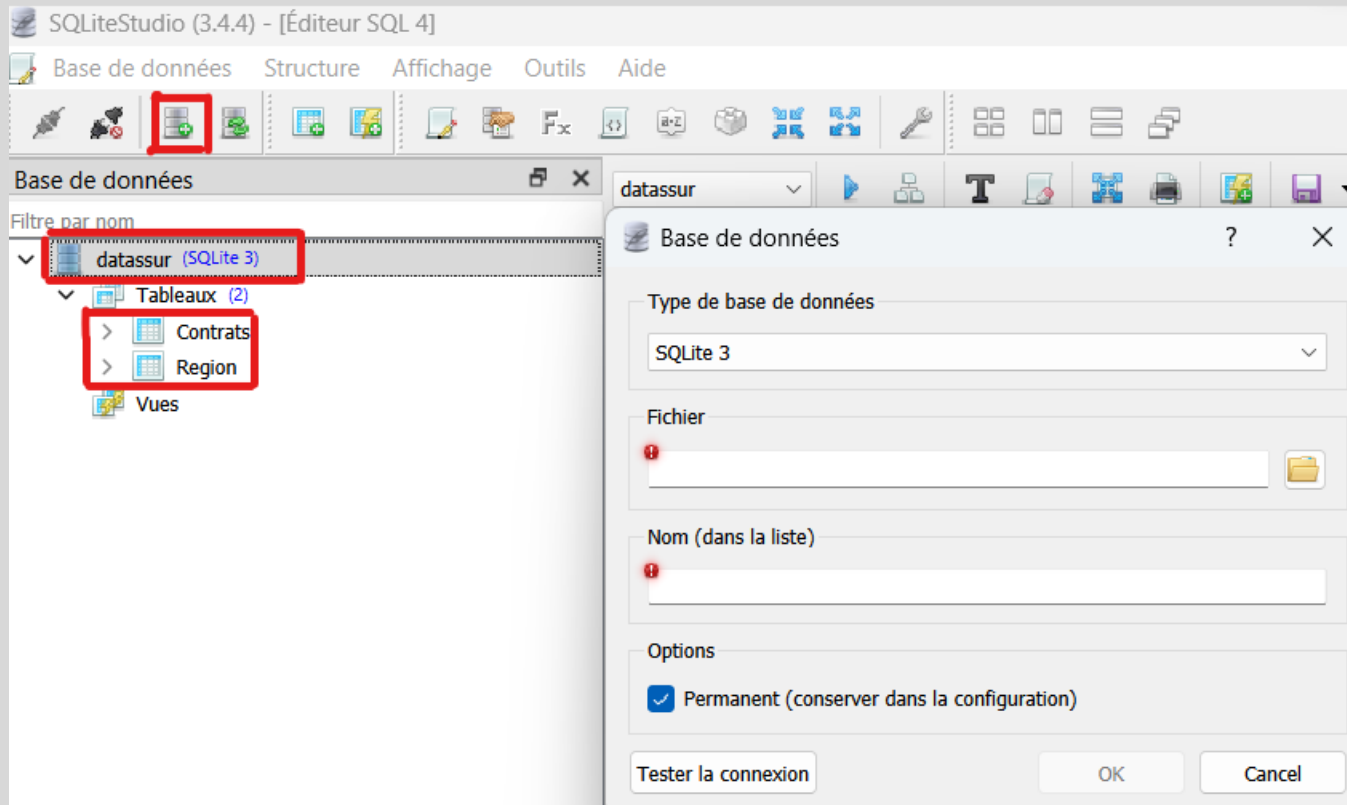 SQLiteStudio (3.4.4) - [Éditeur SQL 4]
Base de données Structure Affichage Outils Aide
Fx
a-z
Base de données
datassur
T
Filtre par nom
datassur (SQLite 3)
Tableaux (2)
Contrats
Region
Vues
Base de données
?
Type de base de données
SQLite 3
Fichier
Nom (dans la liste)
Options
Permanent (conserver dans la configuration)
Tester la connexion OK Cancel